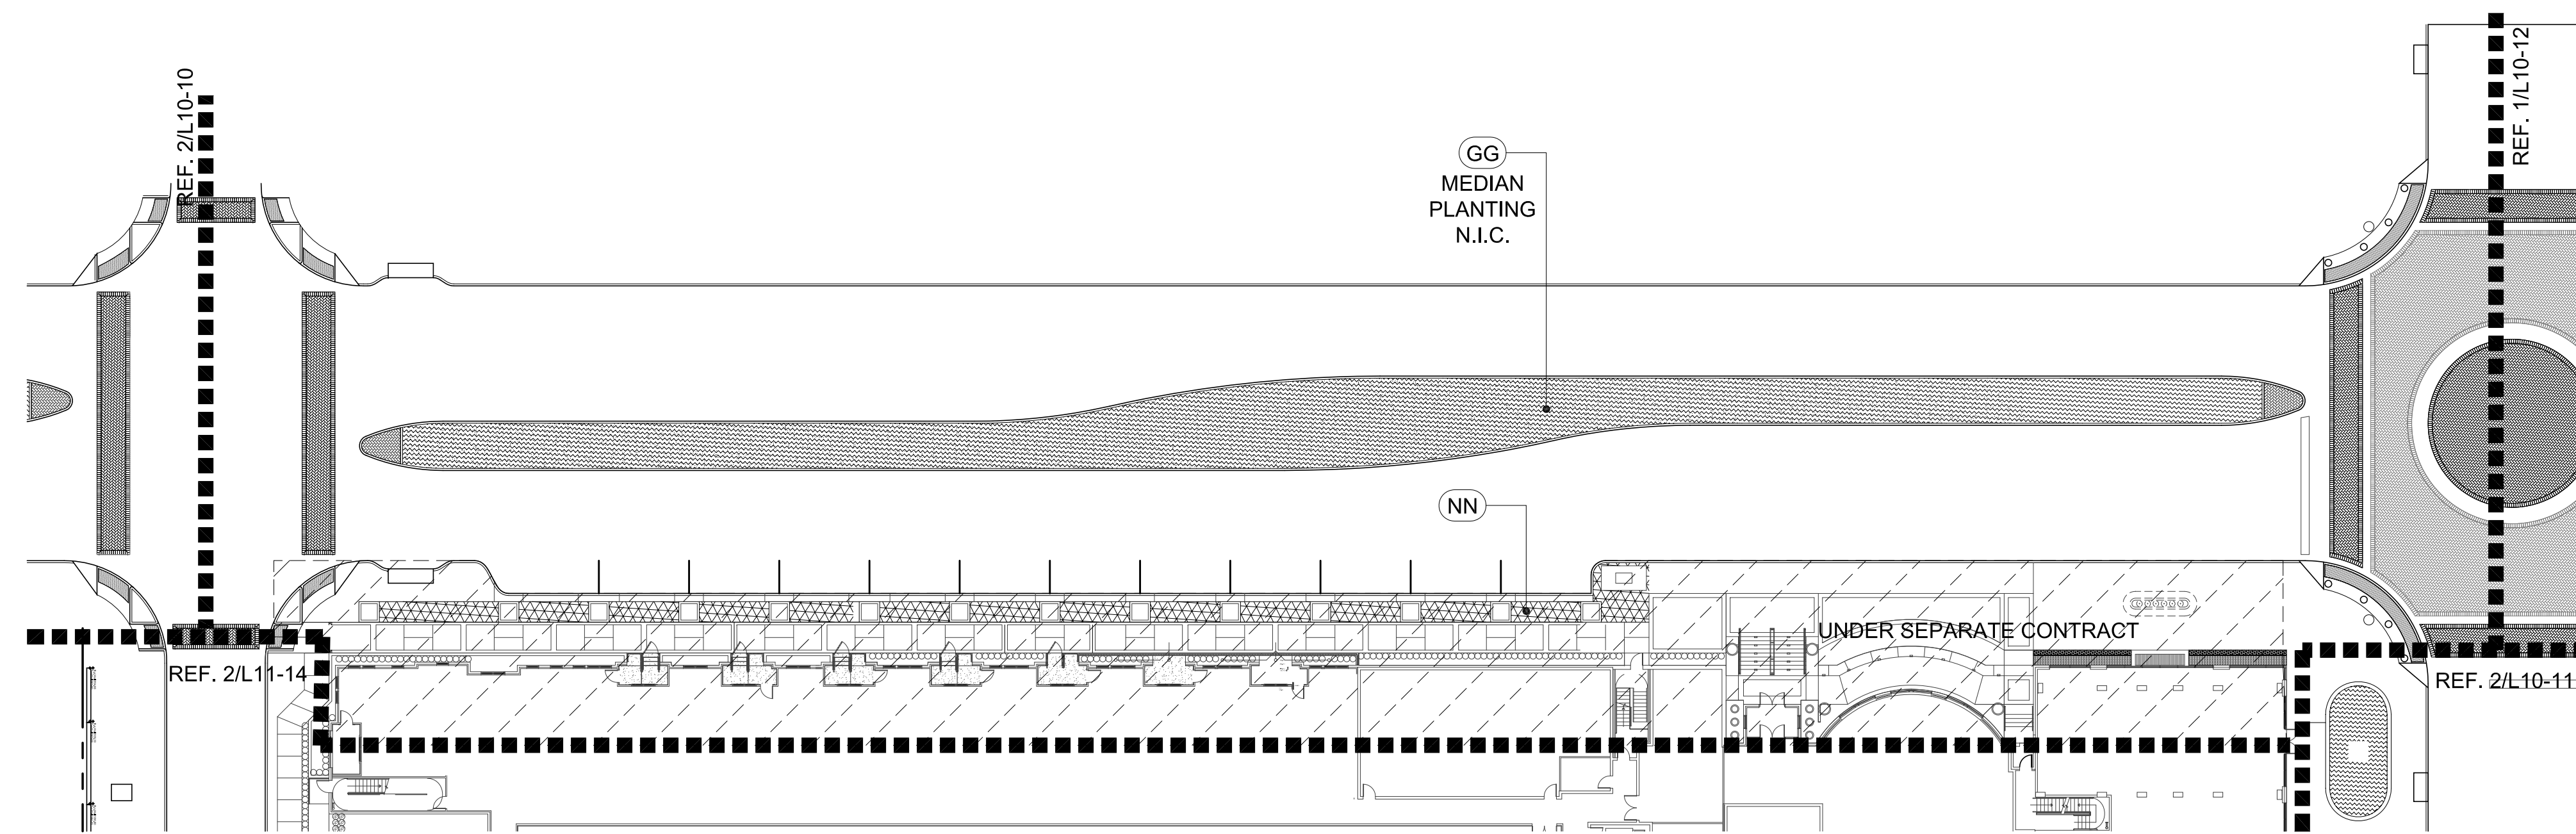 REF. 2/L10-10
REF. 1/L10-12
GG
MEDIAN
PLANTING
N.I.C.
NN
UNDER SEPARATE CONTRACT
REF. 2/L11-14
REF. 2/L10-11